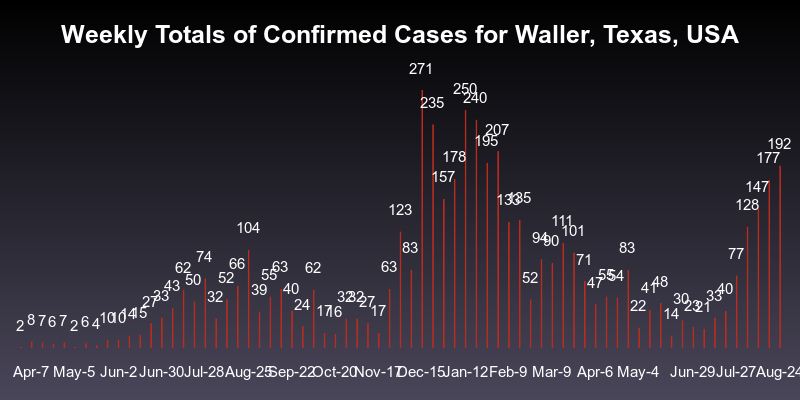 Weekly Totals of Confirmed Cases for Waller, Texas, USA
2 8 7 6 7 2 6 4 10 10 14 15 27 33 43 62 50 74 32 52 66 104 39 55 63 40 24 62 17 16 32 32 27 17 63 123 83 271 235 157 178 250 240 195 207 133 135 52 94 90 111 101 71 47 55 54 83 22 41 48 14 30 23 21 33 40 77 128 147 177 192
Apr-7 May-5 Jun-2 Jun-30 Jul-28 Aug-25 Sep-22 Oct-20 Nov-17 Dec-15 Jan-12 Feb-9 Mar-9 Apr-6 May-4 Jun-29 Jul-27 Aug-24